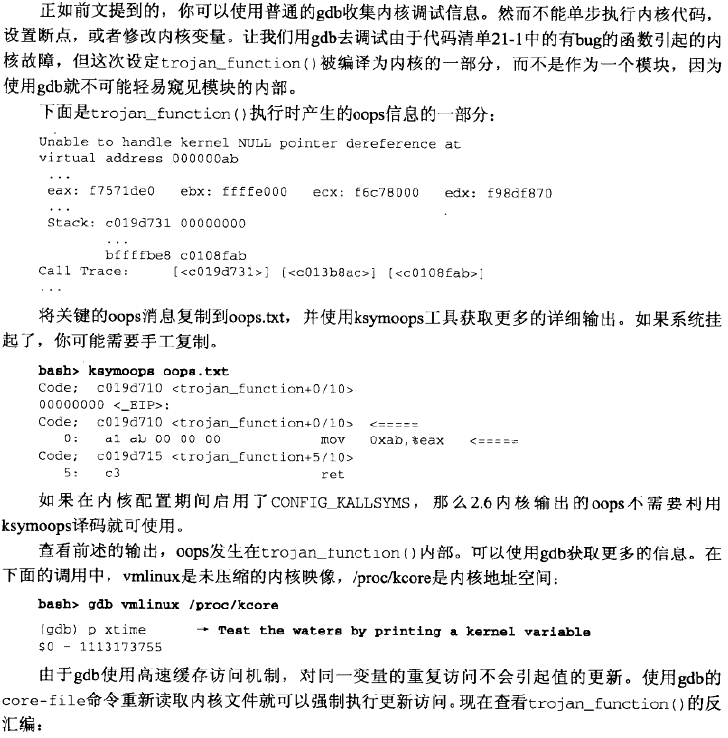 正如前文提到的，你可以使用普通的gdb收集内核调试信息。然而不能单步执行内核代码，
设置断点，或者修改内核变量。让我们用gdb去调试由于代码清单21-1中的有bug的函数引起的内
核故障，但这次设定trojan_function()被编译为内核的一部分，而不是作为一个模块，因为
使用gdb就不可能轻易窥见模块的内部。
下面是trojan_function()执行时产生的oops信息的一部分：
Unable to handle kernel NULL pointer dereference at
virtual address 000000ab
...
eax: f7571de0 ebx: ffffe000 ecx: f6c78000 edx: f98df870
...
Stack: c019d731 00000000
...
bffffbe8 c0108fab
Call Trace: [<c019d731>] [<c013b8ac>] [<c0108fab>]
...
将关键的oops消息复制到oops.txt，并使用ksymoops工具获取更多的详细输出。如果系统挂
起了，你可能需要手工复制。
bash> ksymoops oops.txt
Code; c019d710 <trojan_function+0/10>
00000000 <_EIP>:
Code; c019d710 <trojan_function+0/10> <=====
0: a1 ab 00 00 00 mov 0xab,%eax <=====
Code; c019d715 <trojan_function+5/10>
5: c3 ret
如果在内核配置期间启用了CONFIG_KALLSYMS，那么2.6内核输出的oops不需要利用
ksymoops译码就可使用。
查看前述的输出，oops发生在trojan_function()内部。可以使用gdb获取更多的信息。在
下面的调用中，vmlinux是未压缩的内核映像，/proc/kcore是内核地址空间：
bash> gdb vmlinux /proc/kcore
(gdb) p xtime → Test the waters by printing a kernel variable
$0 - 1113173755
由于gdb使用高速缓存访问机制，对同一变量的重复访问不会引起值的更新。使用gdb的
core-file命令重新读取内核文件就可以强制执行更新访问。现在查看trojan_function()的反
汇编：